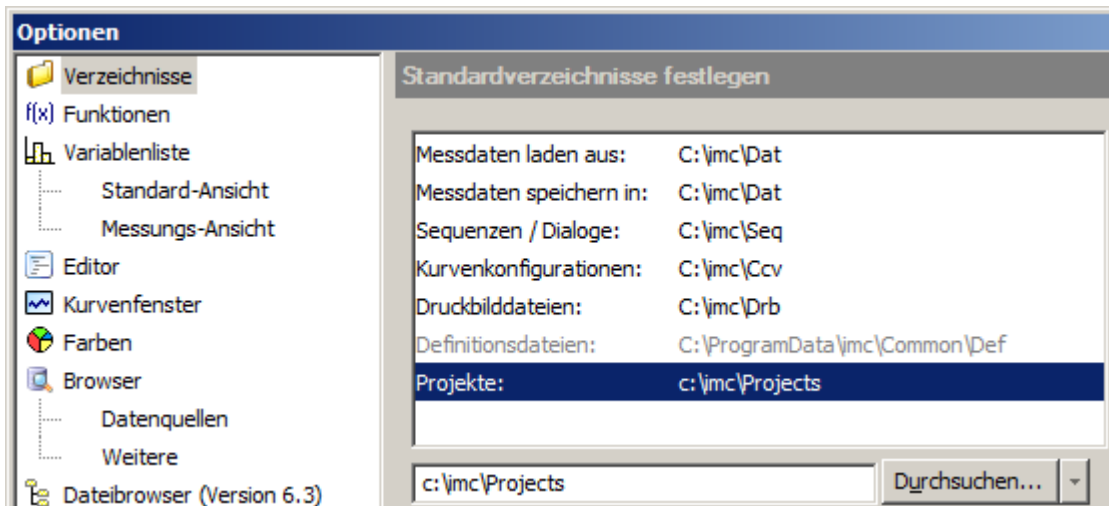 Optionen
Verzeichnisse
f(x) Funktionen
Variablenliste
Standard-Ansicht
Messungs-Ansicht
Editor
Kurvenfenster
Farben
Browser
Datenquellen
Weitere
Dateibrowser (Version 6.3)
Standardverzeichnisse festlegen
Messdaten laden aus: C:\imc\Dat
Messdaten speichern in: C:\imc\Dat
Sequenzen / Dialoge: C:\imc\Seq
Kurvenkonfigurationen: C:\imc\Ccv
Druckbilddateien: C:\imc\Drb
Definitionsdateien: C:\ProgramData\imc\Common\Def
Projekte: c:\imc\Projects
c:\imc\Projects Durchsuchen...